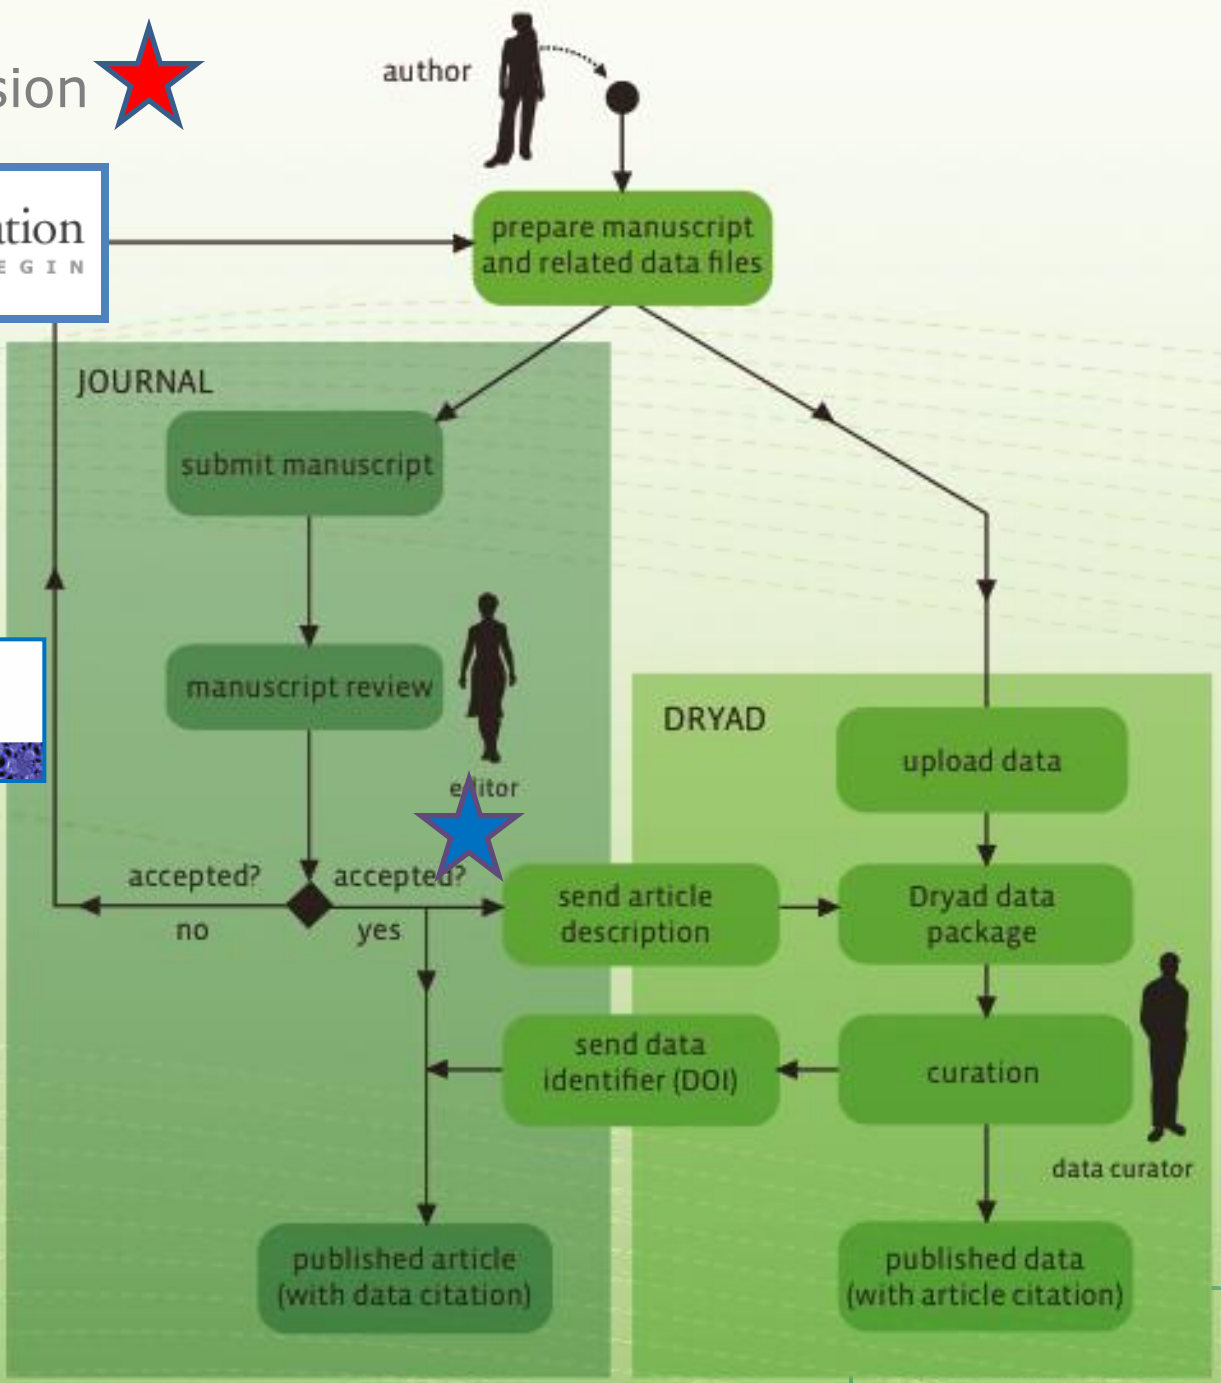 sion
author
ation
EGIN
prepare manuscript
and related data files
JOURNAL
submit manuscript
manuscript review
editor
DRYAD
upload data
accepted?
accepted?
no
yes
send article
description
Dryad data
package
send data
identifier (DOI)
curation
data curator
published article
(with data citation)
published data
(with article citation)